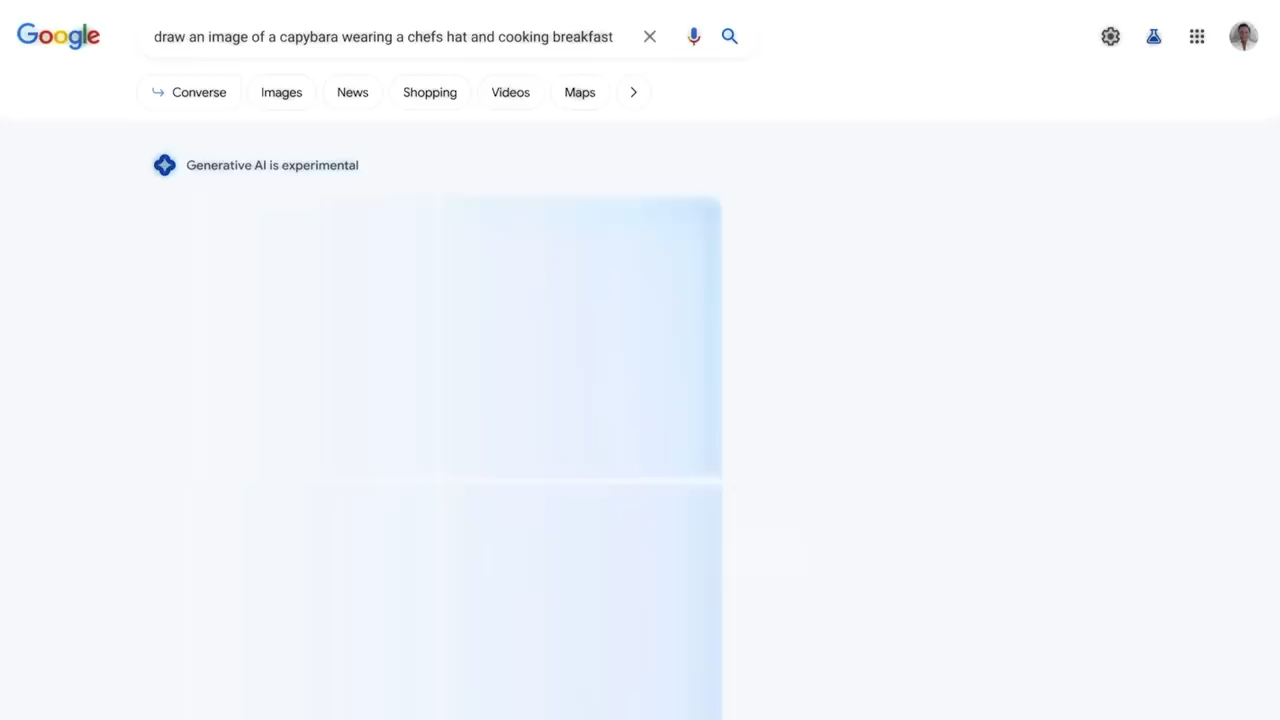 Google
draw an image of a capybara wearing a chefs hat and cooking breakfast
Converse
Images
News
Shopping
Videos
Maps
Generative AI is experimental